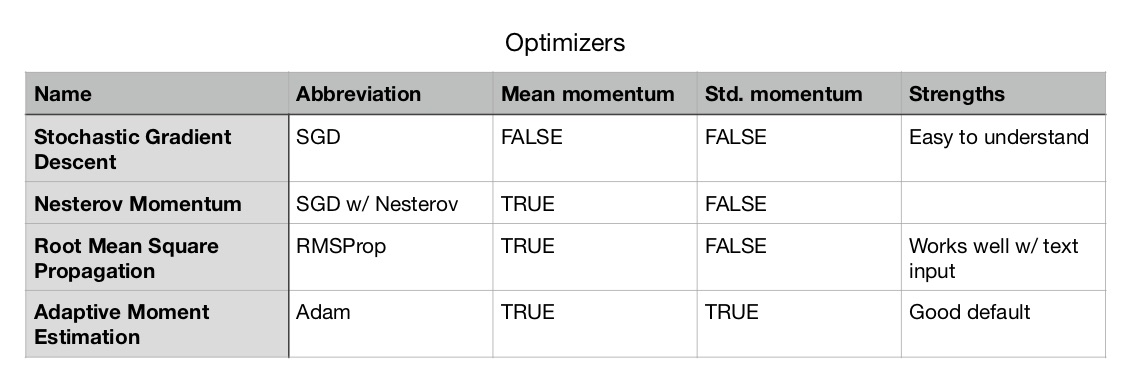 Optimizers
Name Abbreviation Mean momentum Std. momentum Strengths
Stochastic Gradient SGD FALSE FALSE Easy to understand
Descent
Nesterov Momentum SGD w/ Nesterov TRUE FALSE
Root Mean Square RMSProp TRUE FALSE Works well w/ text
Propagation input
Adaptive Moment Adam TRUE TRUE Good default
Estimation